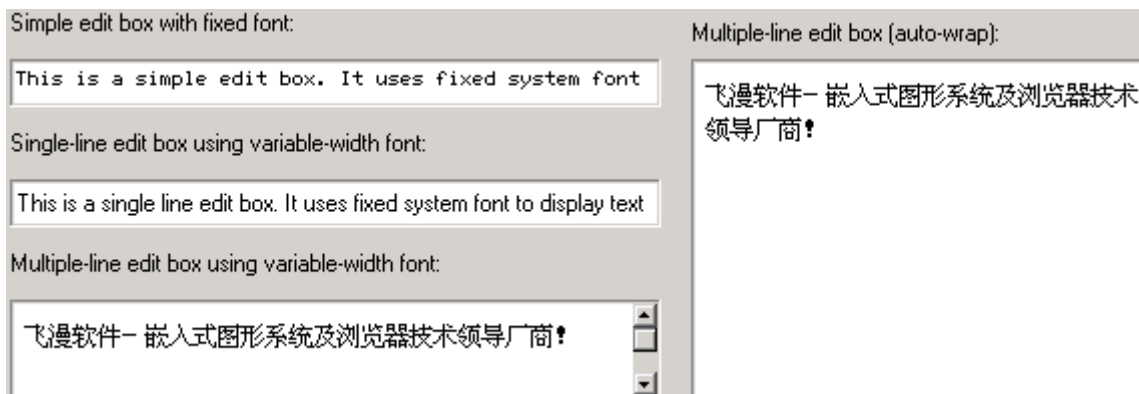 Simple edit box with fixed font:
This is a simple edit box. It uses fixed system font
Single-line edit box using variable-width font:
This is a single line edit box. It uses fixed system font to display text
Multiple-line edit box using variable-width font:
飞漫软件– 嵌入式图形系统及浏览器技术领导厂商!
Multiple-line edit box (auto-wrap):
飞漫软件– 嵌入式图形系统及浏览器技术
领导厂商!